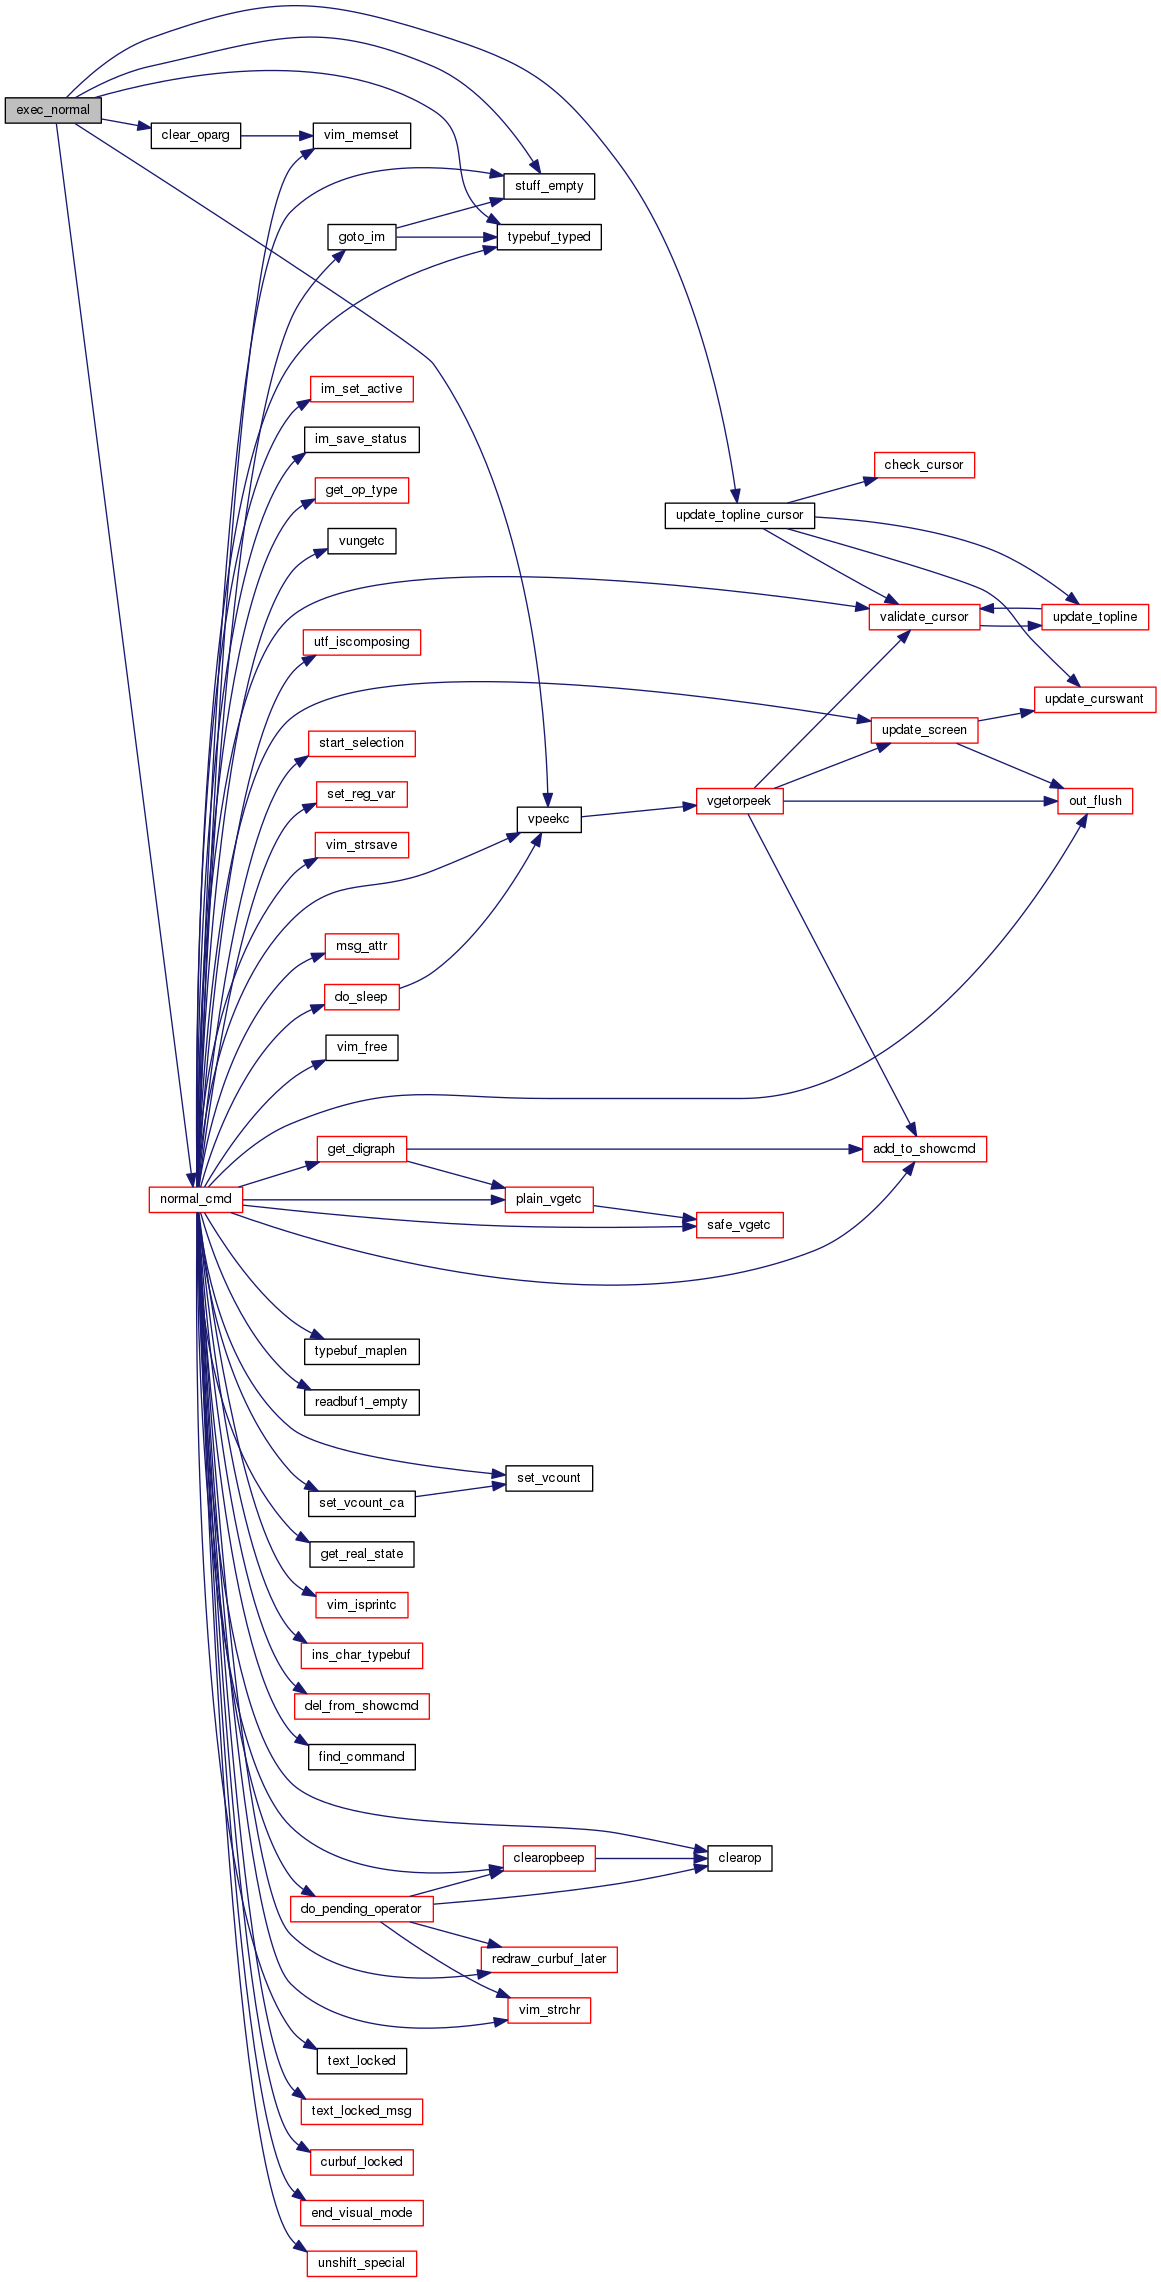 exec_normal
clear_oparg
vim_memset
stuff_empty
goto_im
typebuf_typed
im_set_active
im_save_status
check_cursor
get_op_type
update_topline_cursor
vungetc
validate_cursor
update_topline
utf_iscomposing
update_curswant
update_screen
start_selection
set_reg_var
vgetorpeek
out_flush
vpeekc
vim_strsave
msg_attr
do_sleep
vim_free
get_digraph
add_to_showcmd
normal_cmd
plain_vgetc
safe_vgetc
typebuf_maplen
readbuf1_empty
set_vcount
set_vcount_ca
get_real_state
vim_isprintc
ins_char_typebuf
del_from_showcmd
find_command
clearopbeep
clearop
do_pending_operator
redraw_curbuf_later
vim_strchr
text_locked
text_locked_msg
curbuf_locked
end_visual_mode
unshift_special